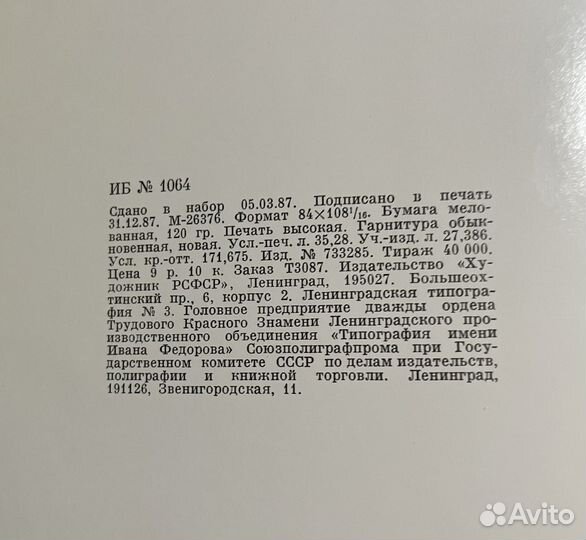 ИБ № 1064
Сдано в набор 05.03.87. Подписано в печать
31.12.87. М-26376. Формат 84×108¹/₁₆. Бумага мело-
ванная, 120 гр. Печать высокая. Гарнитура обык-
новенная, новая. Усл.-печ. л. 35,28. Уч.-изд. л. 27,386.
Усл. кр.-отт. 171,675. Изд. № 733285. Тираж 40 000.
Цена 9 р. 10 к. Заказ Т3087. Издательство «Ху-
дожник РСФСР», Ленинград, 195027. Большеох-
тинский пр., 6, корпус 2. Ленинградская типогра-
фия № 3. Головное предприятие дважды ордена
Трудового Красного Знамени Ленинградского про-
изводственного объединения «Типография имени
Ивана Федорова» Союзполиграфпрома при Госу-
дарственном комитете СССР по делам издательств,
полиграфии и книжной торговли. Ленинград,
191126, Звенигородская, 11.
Avito